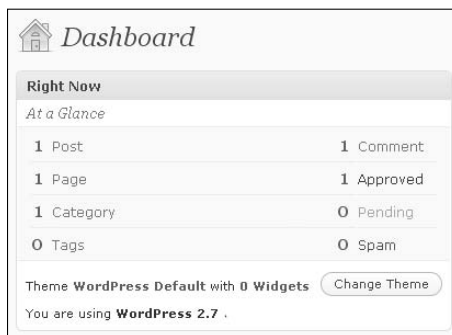 Dashboard
Right Now
At a Glance
1 Post 1 Comment
1 Page 1 Approved
1 Category 0 Pending
0 Tags 0 Spam
Theme WordPress Default with 0 Widgets Change Theme
You are using WordPress 2.7 .